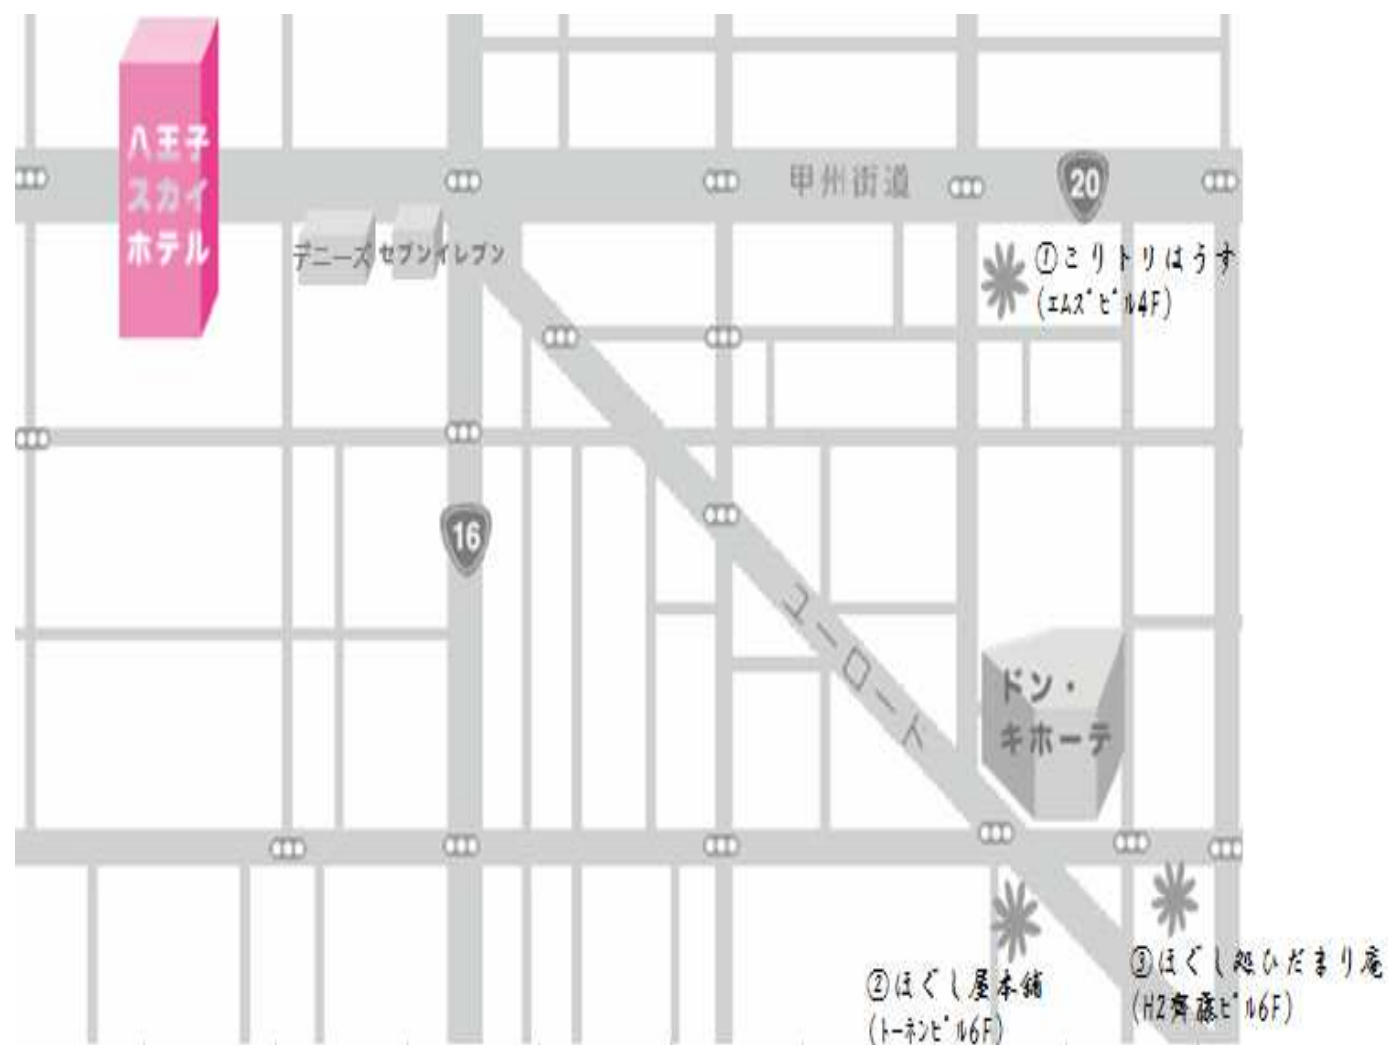 八王子
スカイ
ホテル
甲州街道
20
デニーズ
セブンイレブン
①こりトリはうす
(ｴﾑｽﾞﾋﾞﾙ4F)
16
ユーロード
ドン・
キホーテ
②ほぐし屋本舗
(ﾄｰﾈﾝﾋﾞﾙ6F)
③ほぐし処ひだまり庵
(H2齊藤ﾋﾞﾙ6F)